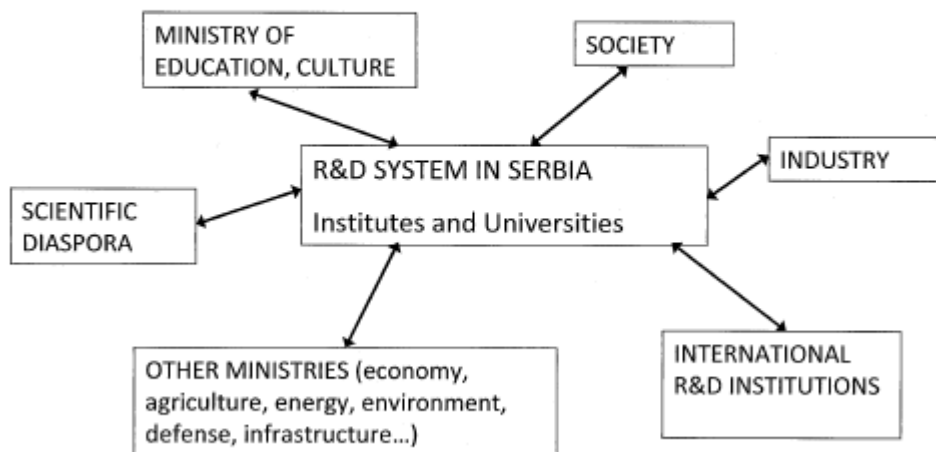 MINISTRY OF
EDUCATION, CULTURE
SOCIETY
R&D SYSTEM IN SERBIA
Institutes and Universities
INDUSTRY
SCIENTIFIC
DIASPORA
OTHER MINISTRIES (economy,
agriculture, energy, environment,
defense, infrastructure...)
INTERNATIONAL
R&D INSTITUTIONS